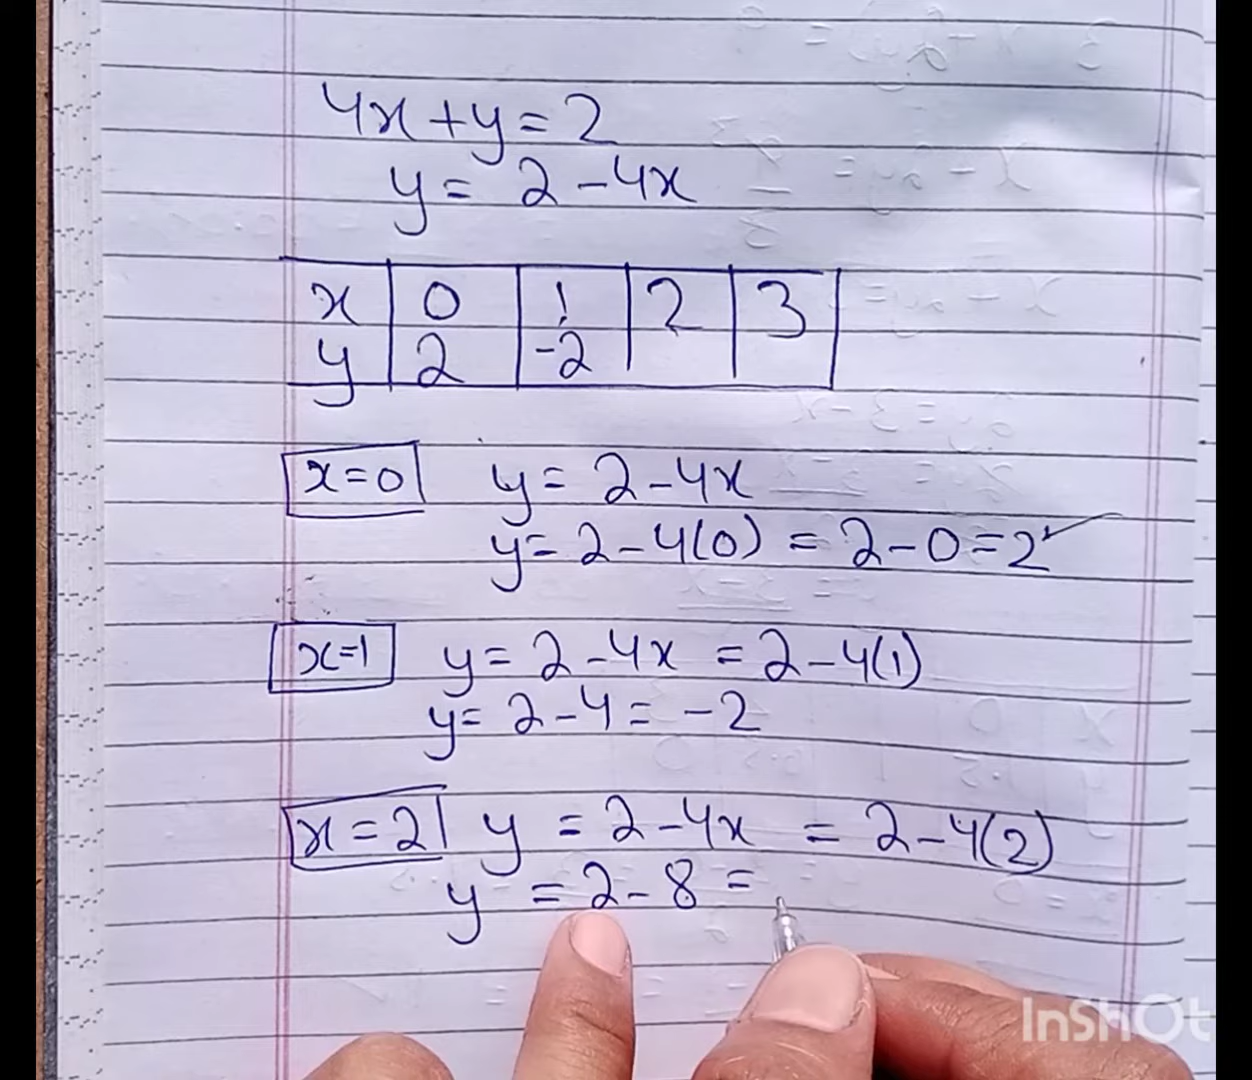 4x+y=2
y= 2-4x
x 0 1 2 3
y 2 -2
x=0 y=2-4x
y=2-4(0) = 2-0=2
x=1 y=2-4x =2-4(1)
y=2-4= -2
x=2 y =2-4x = 2-4(2)
y =2-8=
InShOt